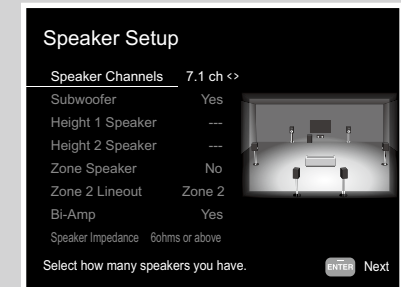 Speaker Setup
Speaker Channels 7.1 ch <>
Subwoofer Yes
Height 1 Speaker ---
Height 2 Speaker ---
Zone Speaker No
Zone 2 Lineout Zone 2
Bi-Amp Yes
Speaker Impedance 6ohms or above
Select how many speakers you have. ENTER Next